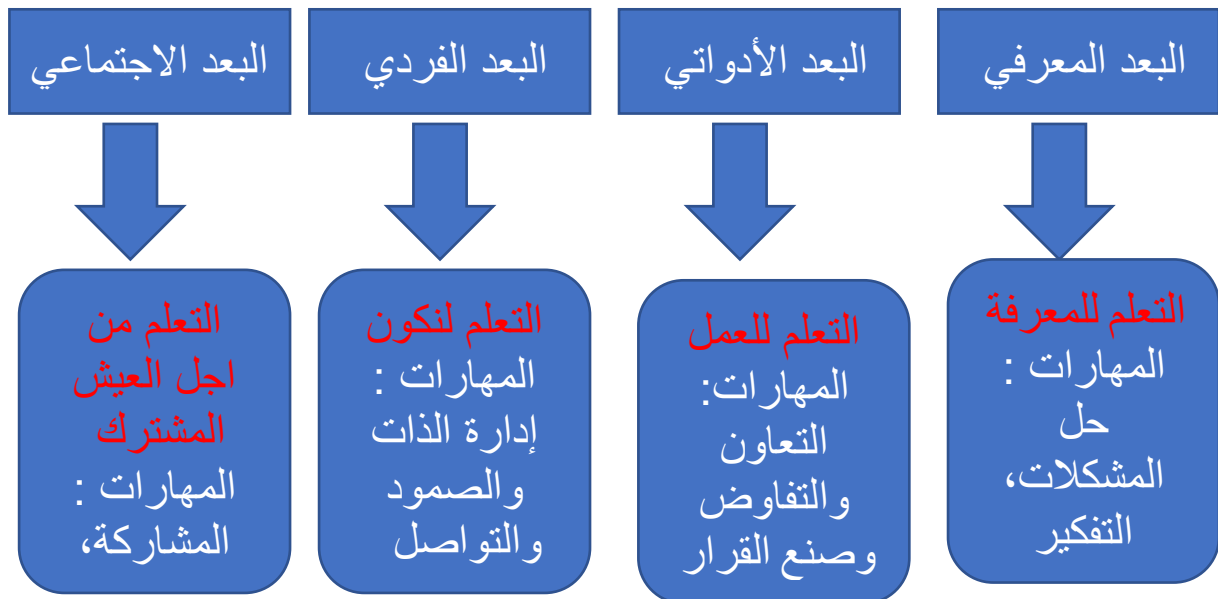 البعد المعرفي
البعد الأدواتي
البعد الفردي
البعد الاجتماعي
التعلم للمعرفة
المهارات :
حل
المشكلات،
التفكير
التعلم للعمل
المهارات:
التعاون
والتفاوض
وصنع القرار
التعلم لنكون
المهارات :
إدارة الذات
والصمود
والتواصل
التعلم من
اجل العيش
المشترك
المهارات :
المشاركة،